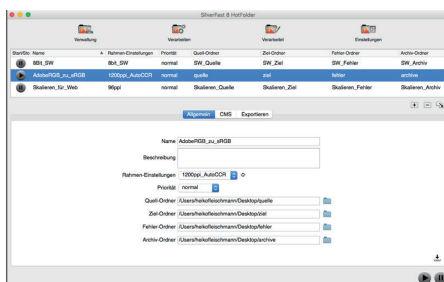 SilverFast 8 HotFolder
Verwaltung Verarbeiten Verarbeitet Einstellungen
Start/Sto Name Rahmen-Einstellungen Priorität Quell-Ordner Ziel-Ordner Fehler-Ordner Archiv-Ordner
8Bit_SW 8bit_SW normal SW_Quelle SW_Ziel SW_Fehler SW_Archiv
AdobeRGB_zu_sRGB 1200ppi_AutoCCR normal quelle ziel fehler archive
Skalieren_für_Web 96ppi normal Skalieren_Quelle Skalieren_Ziel Skalieren_Fehler Skalieren_Archiv
Allgemein CMS Exportieren
Name AdobeRGB_zu_sRGB
Beschreibung
Rahmen-Einstellungen 1200ppi_AutoCCR
Priorität normal
Quell-Ordner /Users/heikofleischmann/Desktop/quelle
Ziel-Ordner /Users/heikofleischmann/Desktop/ziel
Fehler-Ordner /Users/heikofleischmann/Desktop/fehler
Archiv-Ordner /Users/heikofleischmann/Desktop/archive